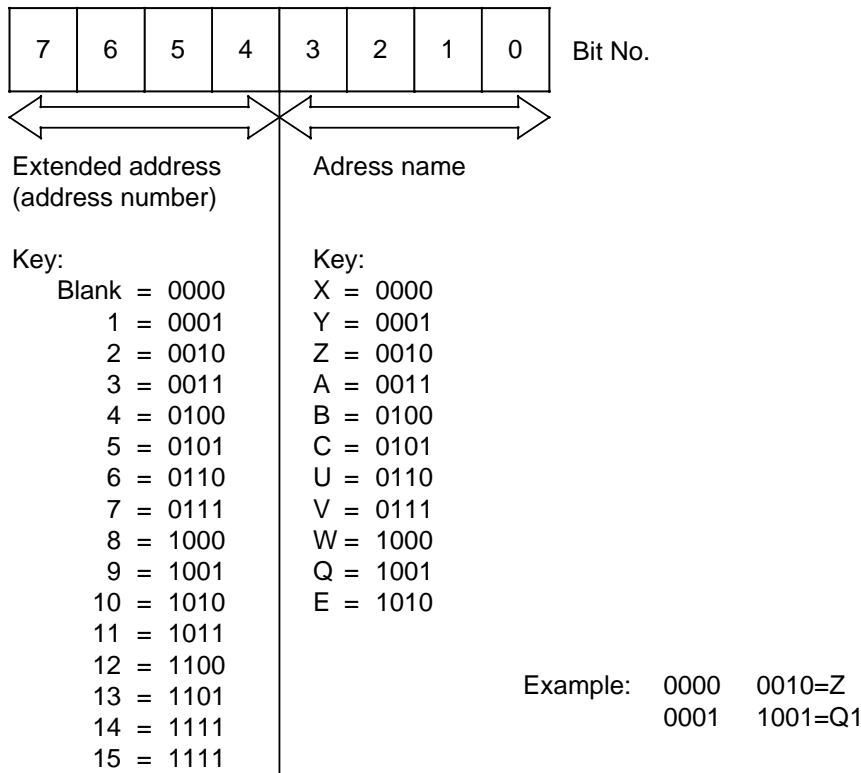 7 6 5 4 3 2 1 0 Bit No.
Extended address
(address number)
Adress name
Key:
Blank = 0000
1 = 0001
2 = 0010
3 = 0011
4 = 0100
5 = 0101
6 = 0110
7 = 0111
8 = 1000
9 = 1001
10 = 1010
11 = 1011
12 = 1100
13 = 1101
14 = 1111
15 = 1111
Key:
X = 0000
Y = 0001
Z = 0010
A = 0011
B = 0100
C = 0101
U = 0110
V = 0111
W = 1000
Q = 1001
E = 1010
Example: 0000 0010=Z
0001 1001=Q1